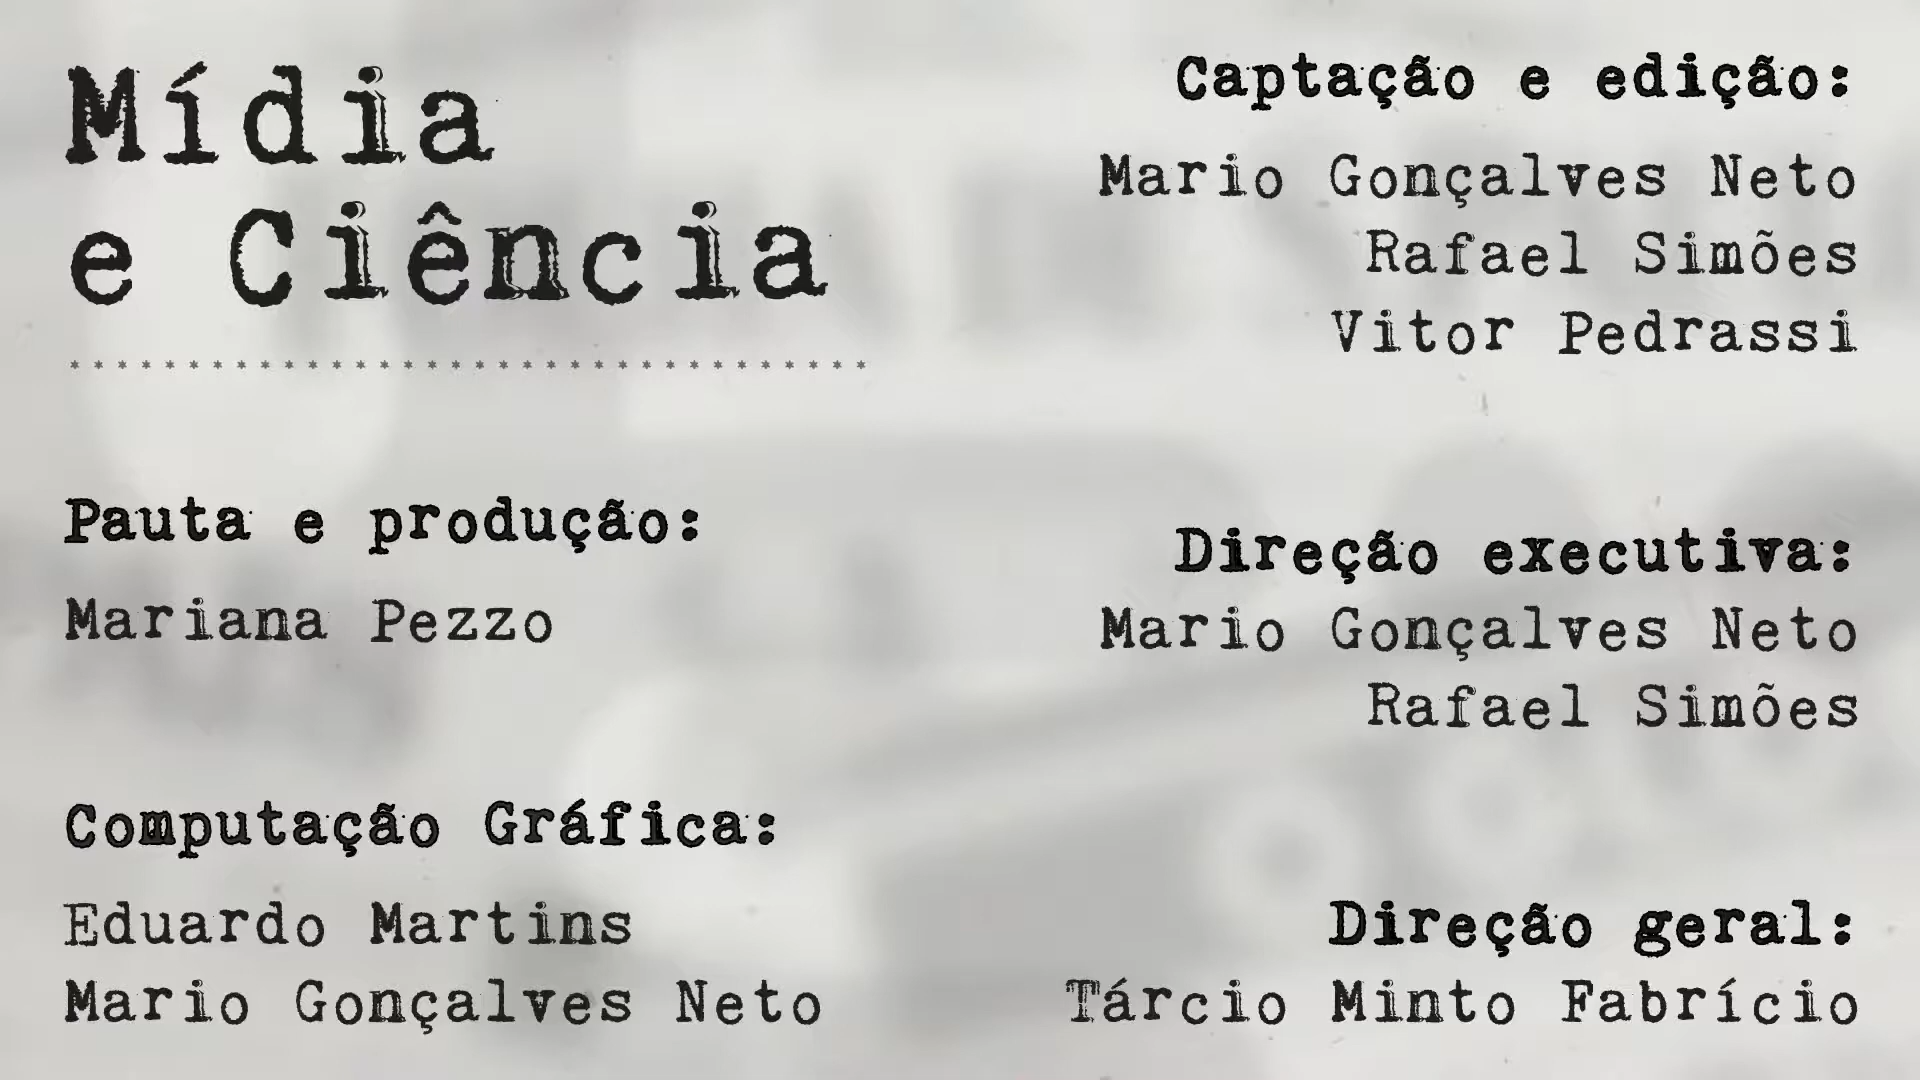 Mídia
e Ciência
Pauta e produção:
Mariana Pezzo
Computação Gráfica:
Eduardo Martins
Mario Gonçalves Neto
Captação e edição:
Mario Gonçalves Neto
Rafael Simões
Vitor Pedrassi
Direção executiva:
Mario Gonçalves Neto
Rafael Simões
Direção geral:
Tárcio Minto Fabrício